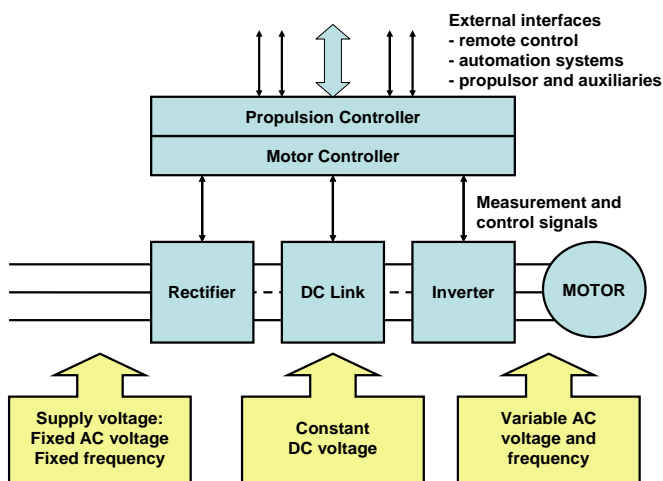 External interfaces
- remote control
- automation systems
- propulsor and auxiliaries
Propulsion Controller
Motor Controller
Measurement and
control signals
Rectifier
DC Link
Inverter
MOTOR
Supply voltage:
Fixed AC voltage
Fixed frequency
Constant
DC voltage
Variable AC
voltage and
frequency